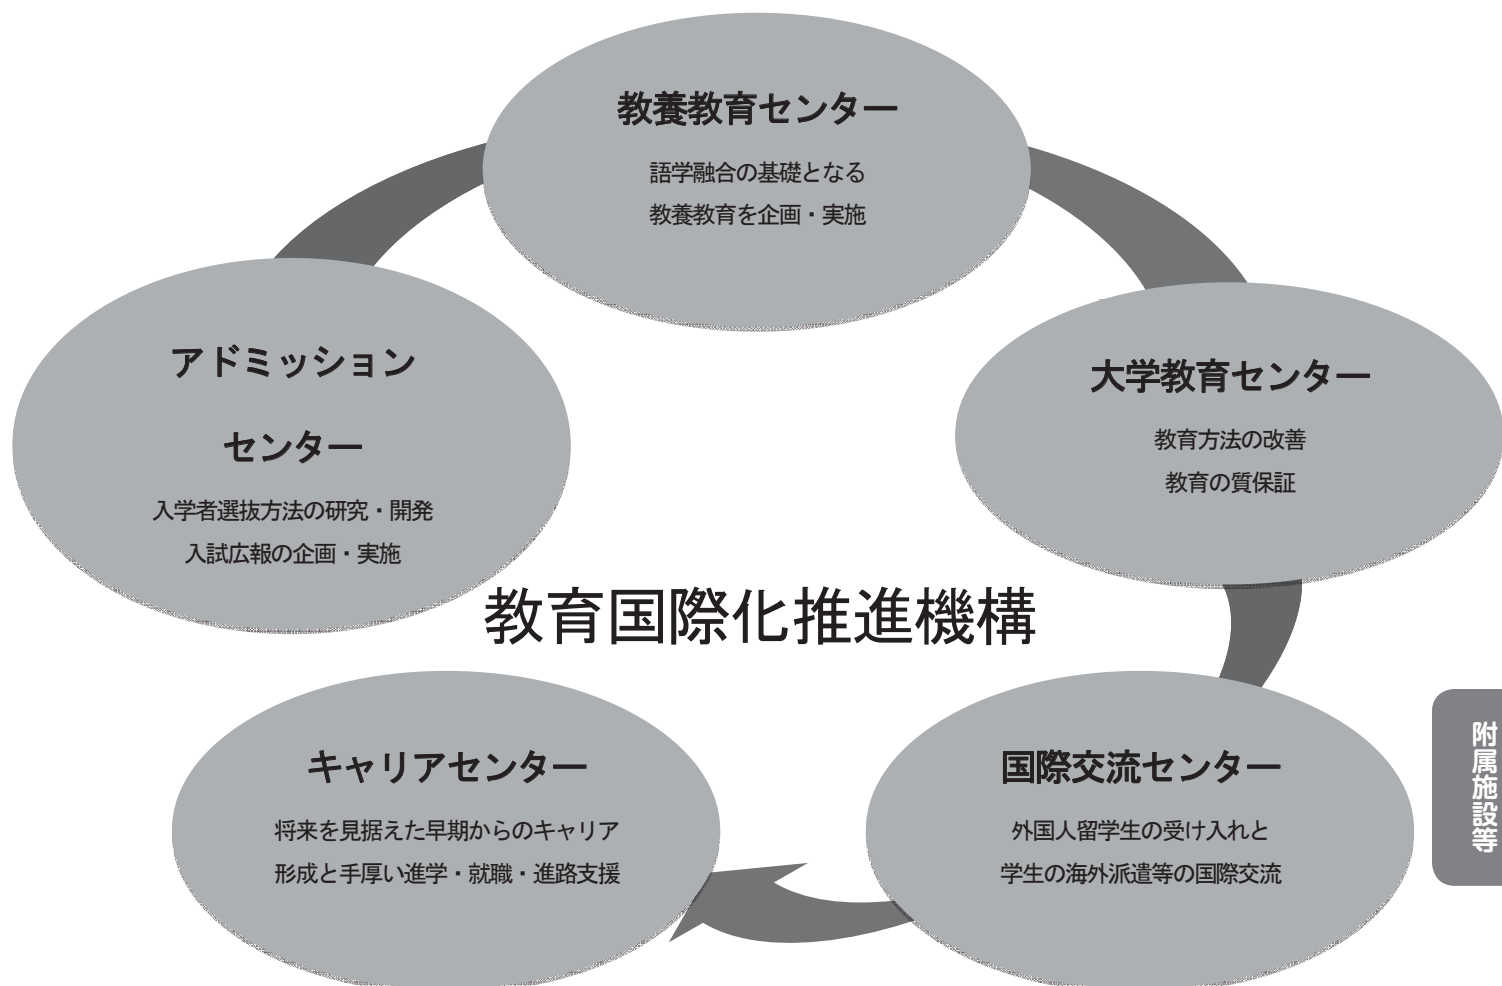 教養教育センター
語学融合の基礎となる
教養教育を企画・実施
アドミッション
センター
入学者選抜方法の研究・開発
入試広報の企画・実施
大学教育センター
教育方法の改善
教育の質保証
教育国際化推進機構
キャリアセンター
将来を見据えた早期からのキャリア
形成と手厚い進学・就職・進路支援
国際交流センター
外国人留学生の受け入れと
学生の海外派遣等の国際交流
附属施設等